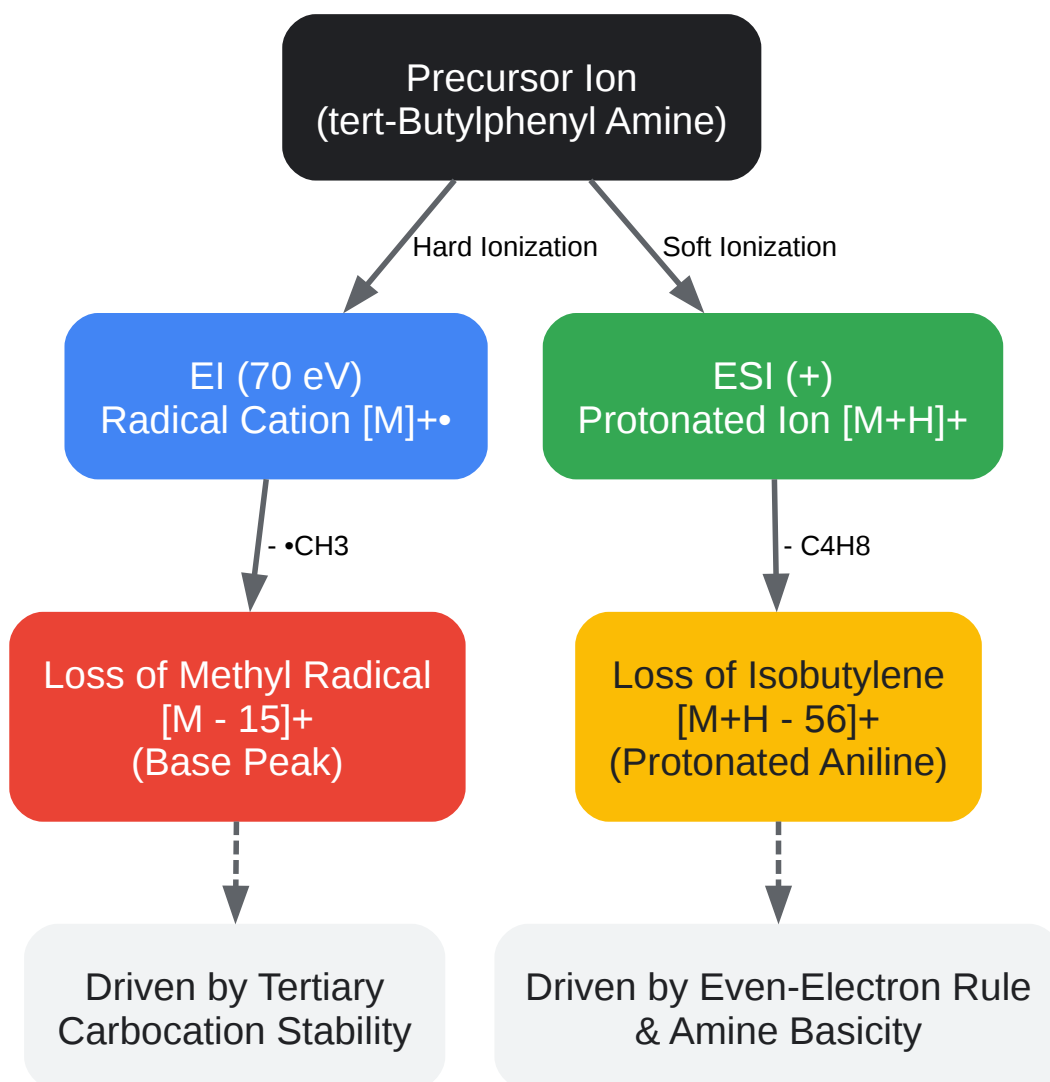 Precursor Ion
(tert-Butylphenyl Amine)
Hard Ionization
Soft Ionization
EI (70 eV)
Radical Cation [M]+•
ESI (+)
Protonated Ion [M+H]+
- •CH3
- C4H8
Loss of Methyl Radical
[M - 15]+
(Base Peak)
Loss of Isobutylene
[M+H - 56]+
(Protonated Aniline)
Driven by Tertiary
Carbocation Stability
Driven by Even-Electron Rule
& Amine Basicity